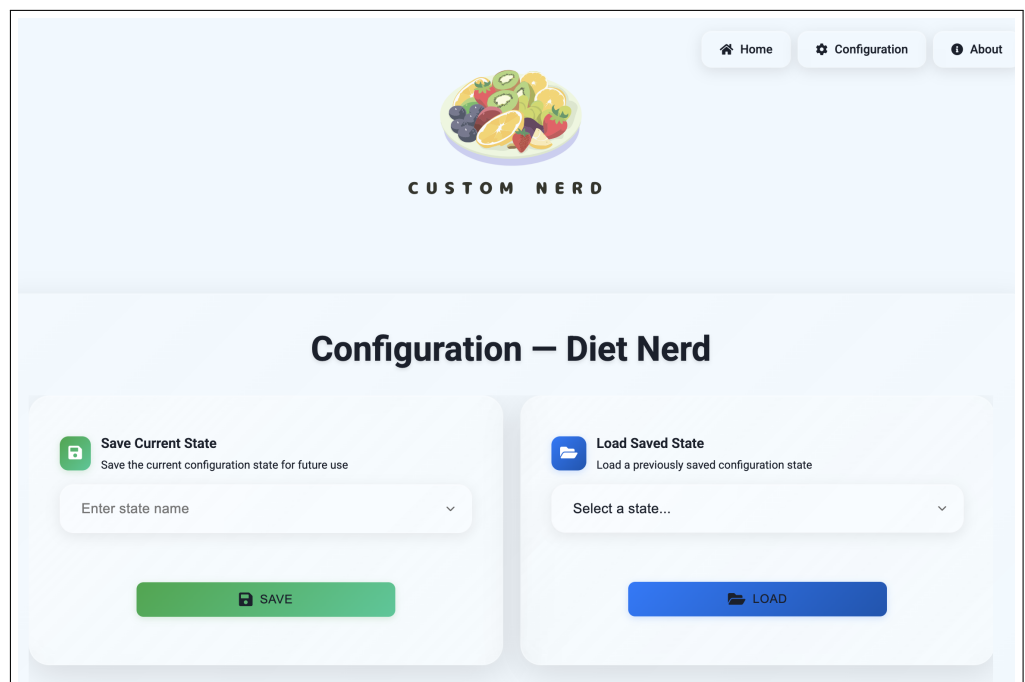 Home
Configuration
About
CUSTOM NERD
Configuration — Diet Nerd
Save Current State
Save the current configuration state for future use
Enter state name
SAVE
Load Saved State
Load a previously saved configuration state
Select a state...
LOAD